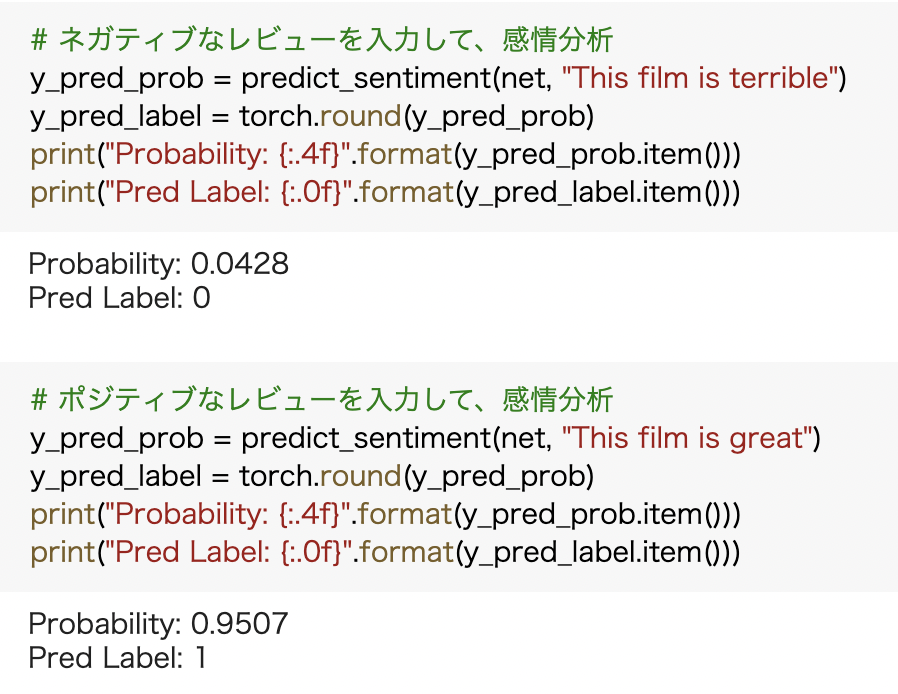 # ネガティブなレビューを入力して、感情分析
y_pred_prob = predict_sentiment(net, "This film is terrible")
y_pred_label = torch.round(y_pred_prob)
print("Probability: {:.4f}".format(y_pred_prob.item()))
print("Pred Label: {:.0f}".format(y_pred_label.item()))
Probability: 0.0428
Pred Label: 0
# ポジティブなレビューを入力して、感情分析
y_pred_prob = predict_sentiment(net, "This film is great")
y_pred_label = torch.round(y_pred_prob)
print("Probability: {:.4f}".format(y_pred_prob.item()))
print("Pred Label: {:.0f}".format(y_pred_label.item()))
Probability: 0.9507
Pred Label: 1